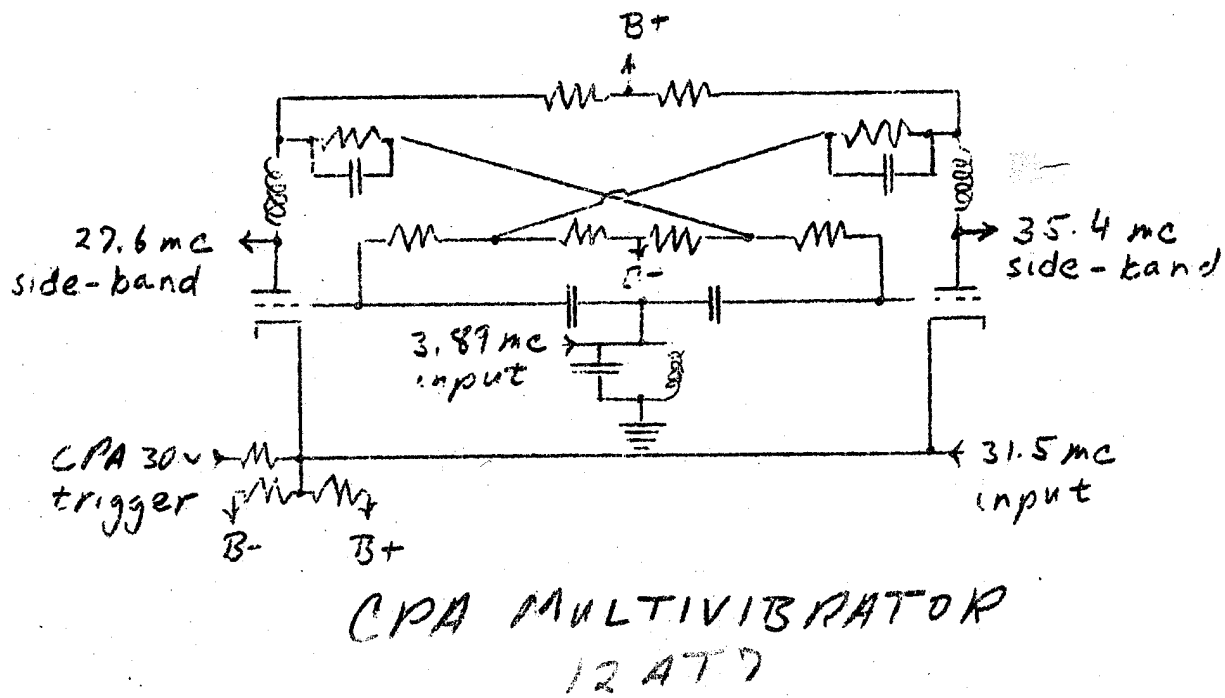 B+
27.6 mc
side-band
35.4 mc
side-band
B-
3.89 mc
input
CPA 30v
trigger
31.5 mc
input
B-
B+
CPA MULTIVIBRATOR
12AT7